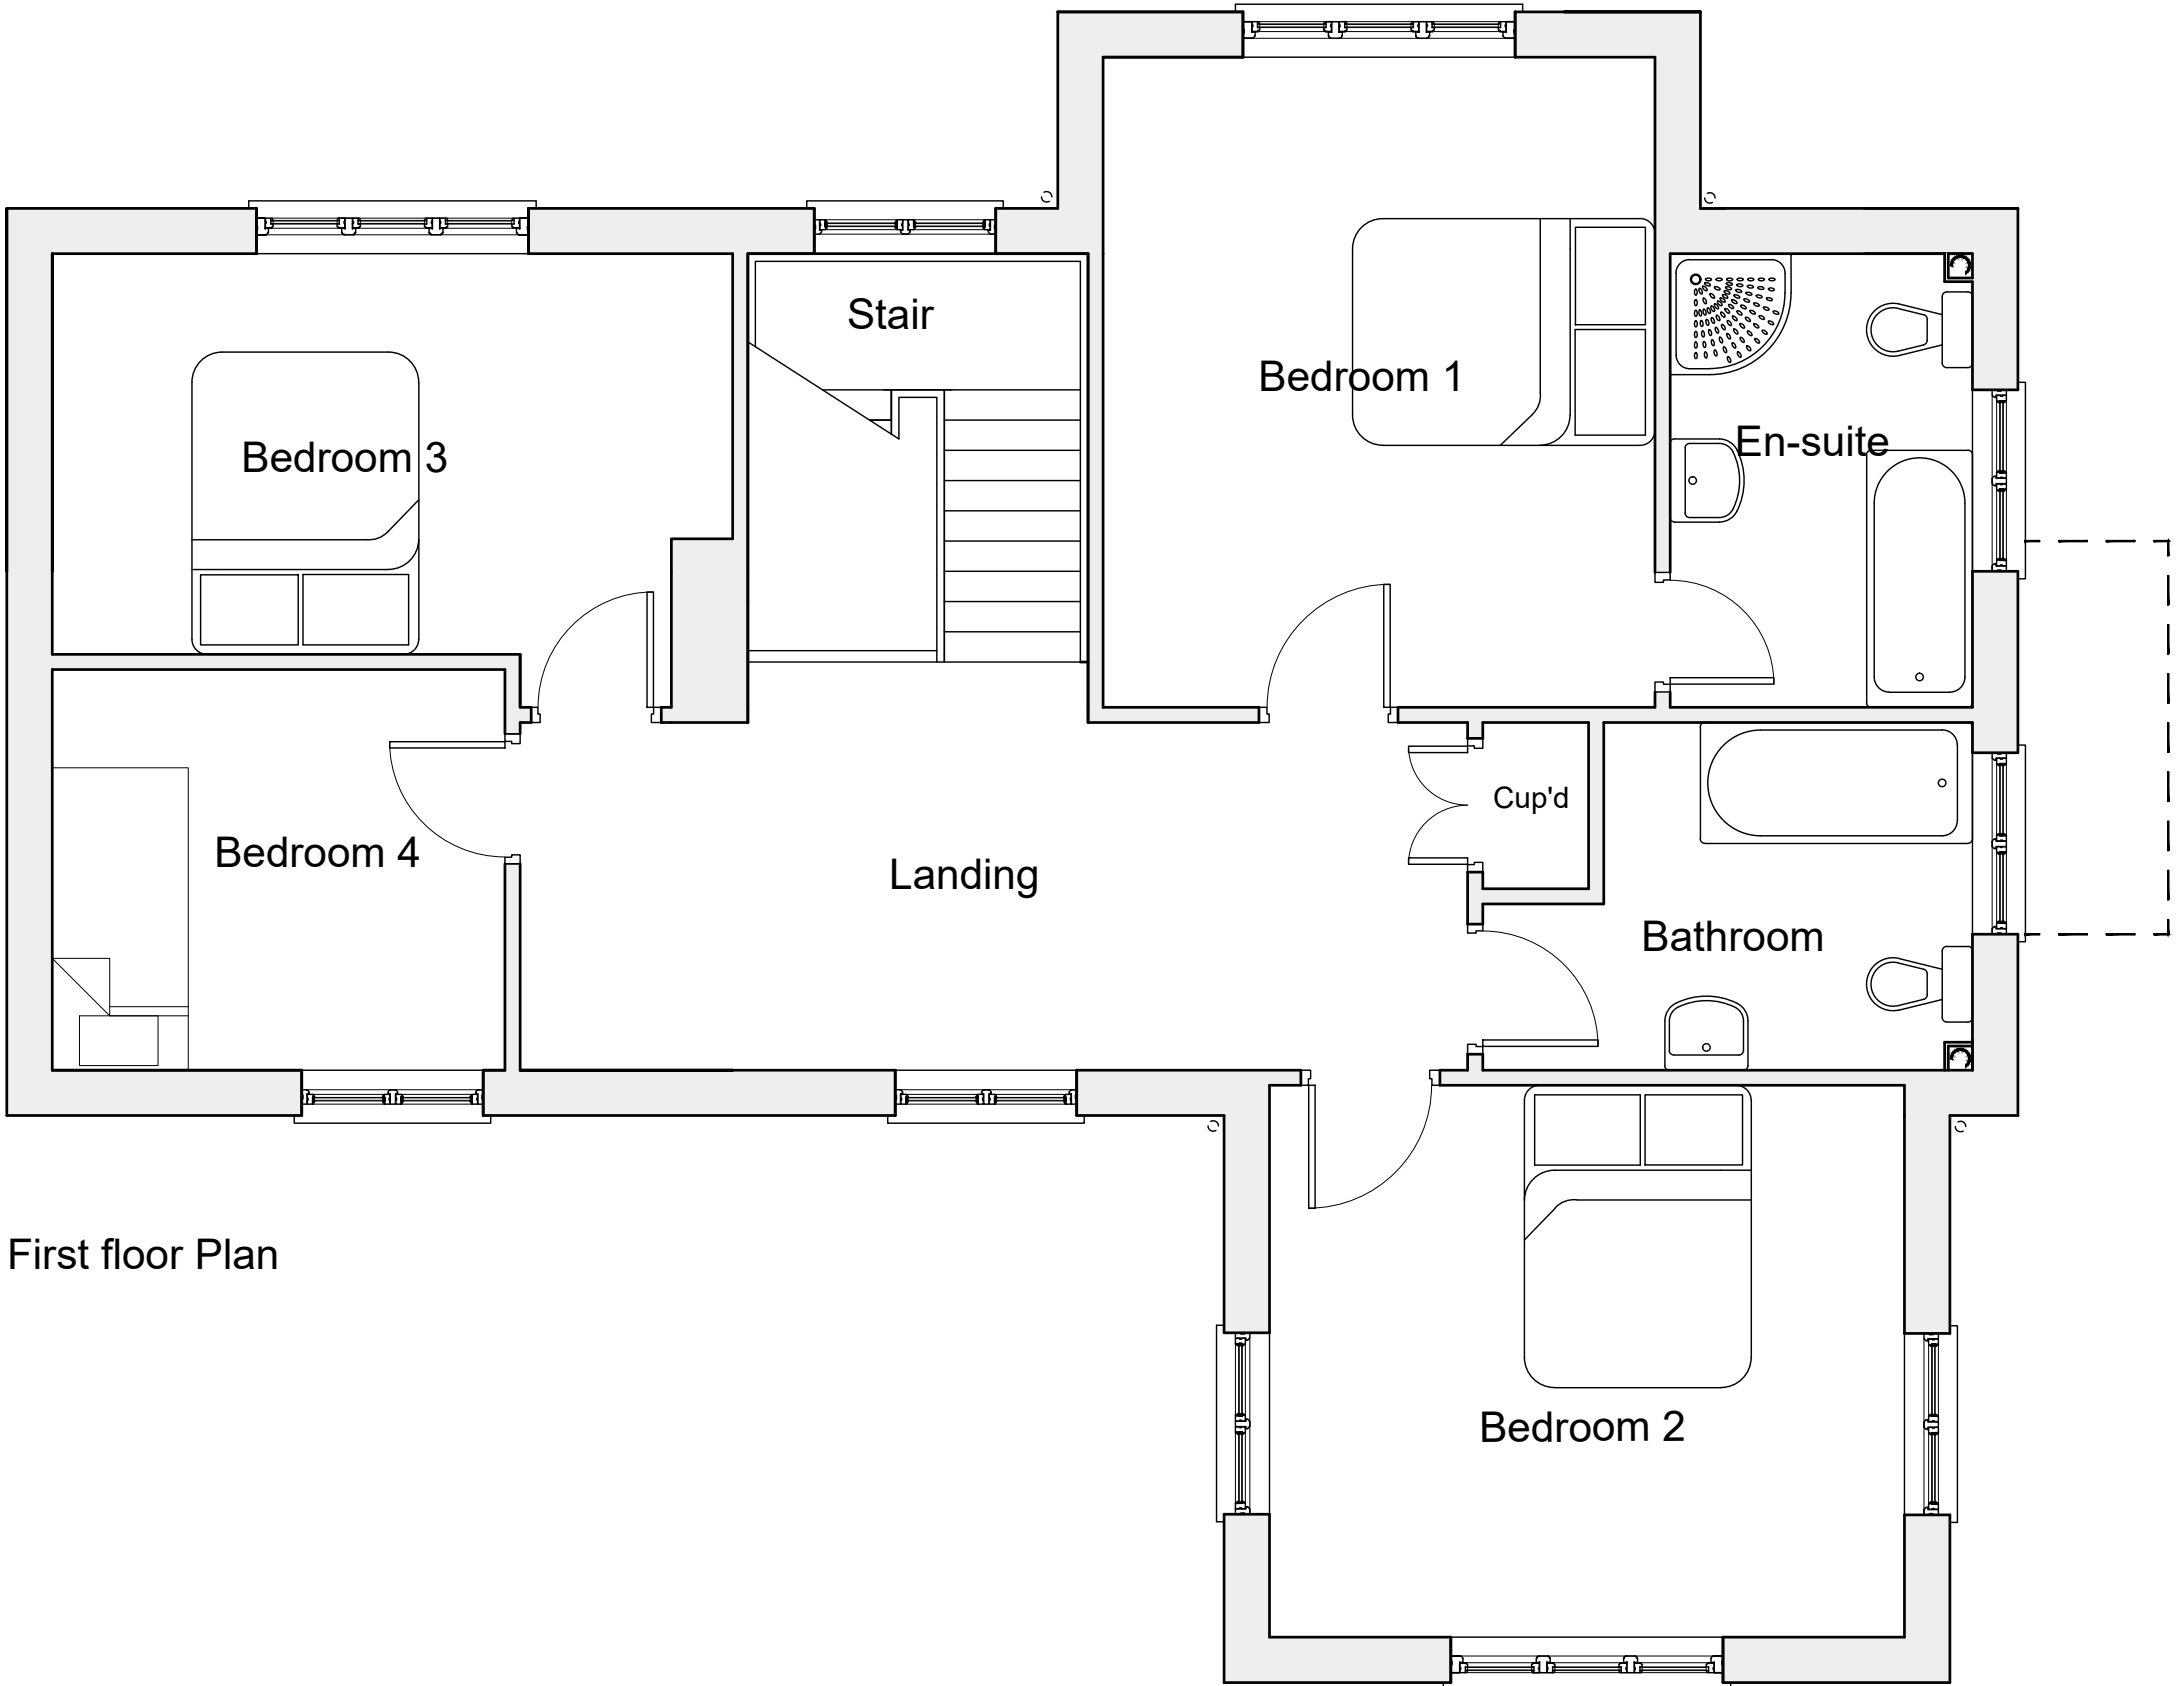 Stair
Bedroom 1
En-suite
Bedroom 3
Cup'd
Bedroom 4
Landing
Bathroom
First floor Plan
Bedroom 2